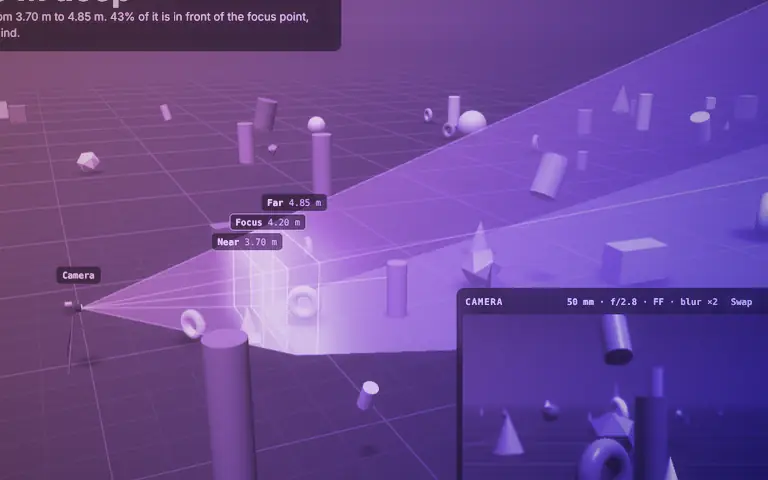 om 3.70 m to 4.85 m. 43% of it is in front of the focus point,
ind.
Far 4.85 m
Focus 4.20 m
Near 3.70 m
Camera
CAMERA 50 mm · f/2.8 · FF · blur ×2 Swap